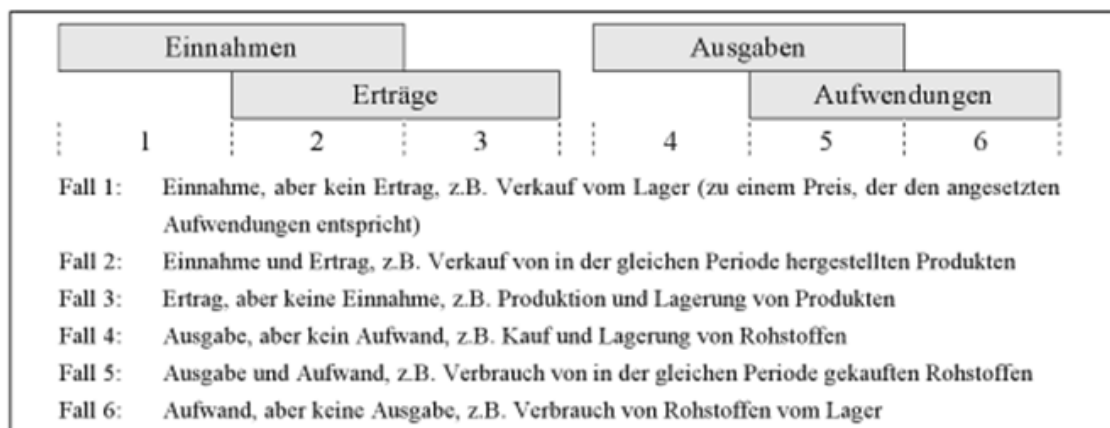 Einnahmen Ausgaben
Erträge Aufwendungen
1 2 3 4 5 6
Fall 1: Einnahme, aber kein Ertrag, z.B. Verkauf vom Lager (zu einem Preis, der den angesetzten
Aufwendungen entspricht)
Fall 2: Einnahme und Ertrag, z.B. Verkauf von in der gleichen Periode hergestellten Produkten
Fall 3: Ertrag, aber keine Einnahme, z.B. Produktion und Lagerung von Produkten
Fall 4: Ausgabe, aber kein Aufwand, z.B. Kauf und Lagerung von Rohstoffen
Fall 5: Ausgabe und Aufwand, z.B. Verbrauch von in der gleichen Periode gekauften Rohstoffen
Fall 6: Aufwand, aber keine Ausgabe, z.B. Verbrauch von Rohstoffen vom Lager